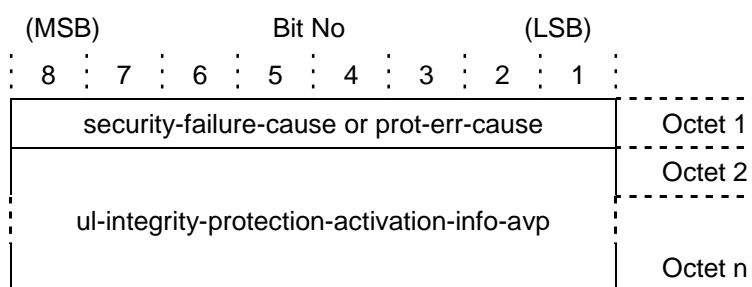 (MSB) Bit No (LSB)
8 7 6 5 4 3 2 1
security-failure-cause or prot-err-cause Octet 1
Octet 2
ul-integrity-protection-activation-info-avp
Octet n